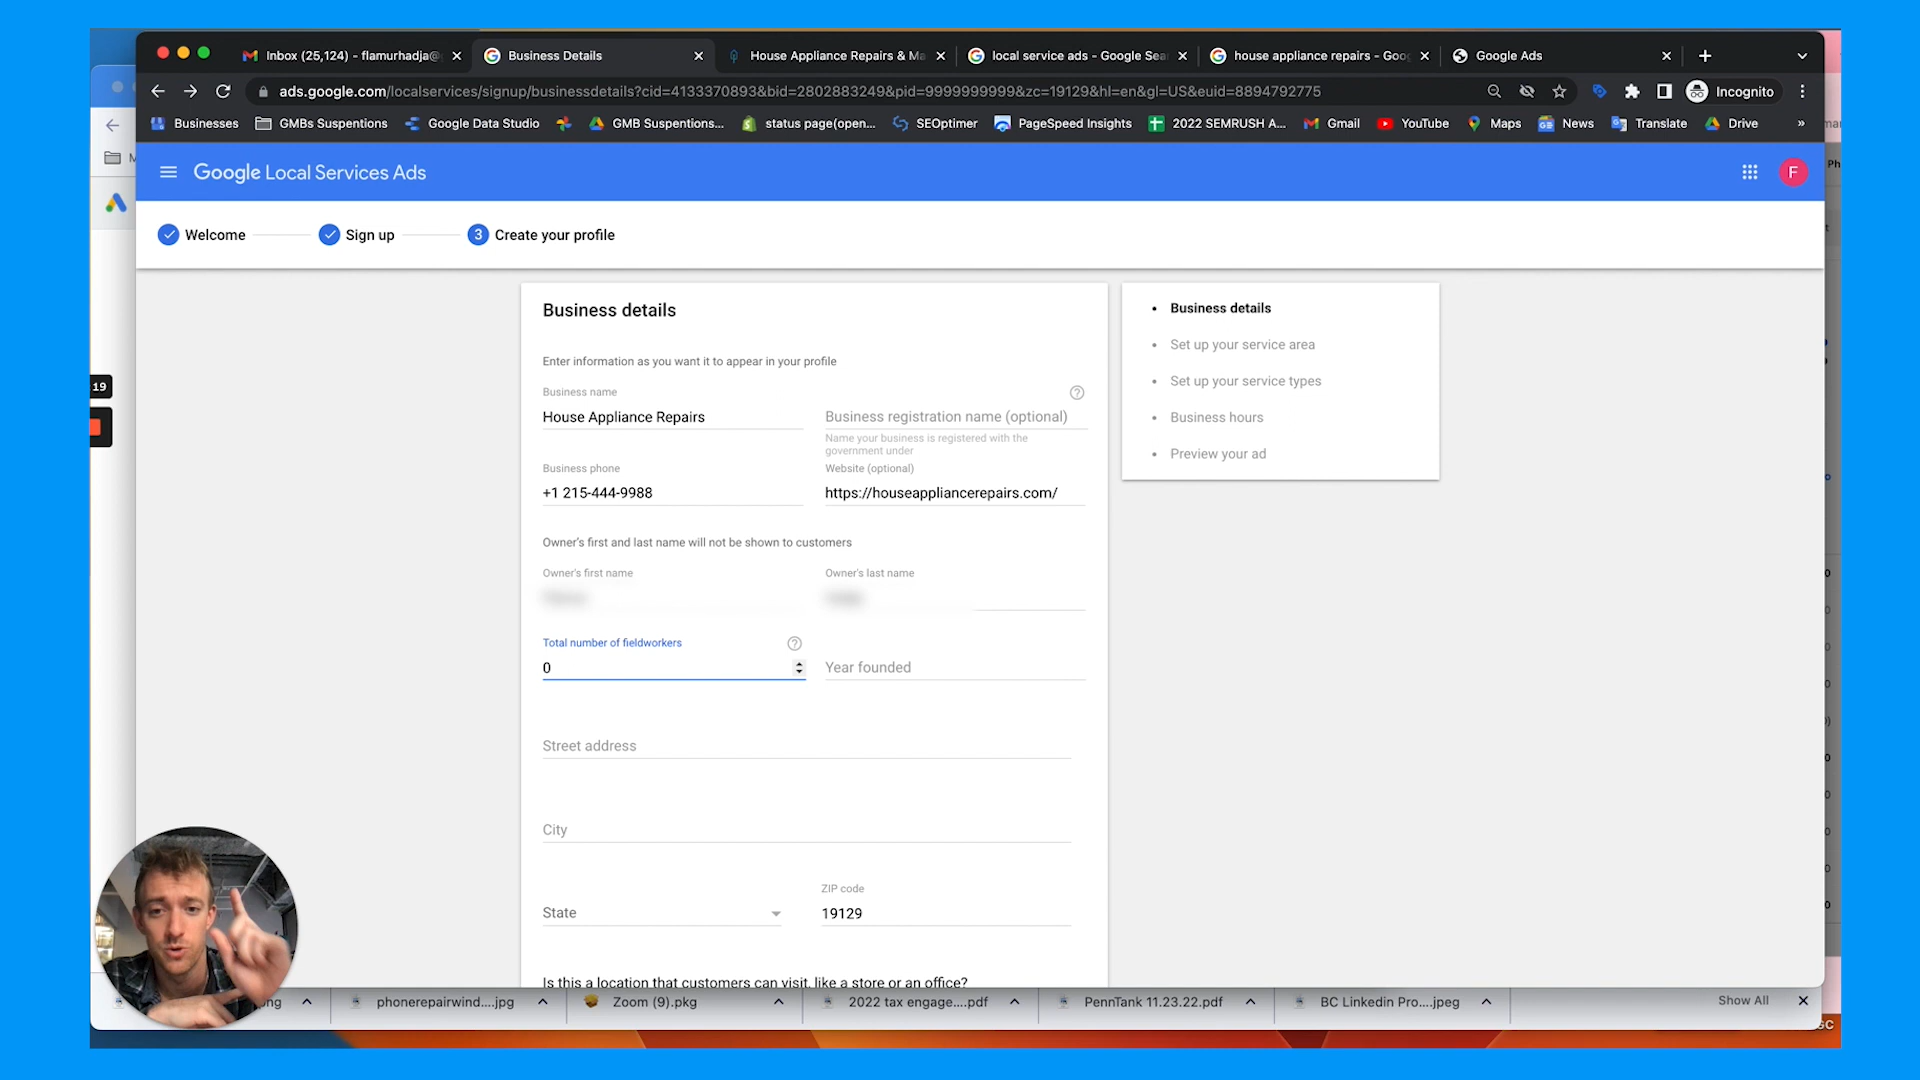 Inbox (25,124) - flamurhadja@
Business Details
House Appliance Repairs & Ma
local service ads - Google Sea
house appliance repairs - Goo
Google Ads
ads.google.com/localservices/signup/businessdetails?cid=4133370893&bid=2802883249&pid=9999999999&zc=19129&hl=en&gl=US&euid=8894792775
Incognito
Businesses
GMBs Suspentions
Google Data Studio
GMB Suspentions...
status page(open...
SEOptimer
PageSpeed Insights
2022 SEMRUSH A...
Gmail
YouTube
Maps
News
Translate
Drive
»
Google Local Services Ads
F
Welcome
Sign up
3 Create your profile
Business details
Enter information as you want it to appear in your profile
Business name
House Appliance Repairs
Business registration name (optional)
Name your business is registered with the
government under
Business phone
+1 215-444-9988
Website (optional)
https://houseappliancerepairs.com/
Owner's first and last name will not be shown to customers
Owner's first name
Owner's last name
Total number of fieldworkers
0
Year founded
Street address
City
State
ZIP code
19129
Is this a location that customers can visit, like a store or an office?
• Business details
• Set up your service area
• Set up your service types
• Business hours
• Preview your ad
19
phonerepairwind....jpg
Zoom (9).pkg
2022 tax engage....pdf
PennTank 11.23.22.pdf
BC Linkedin Pro....jpeg
Show All